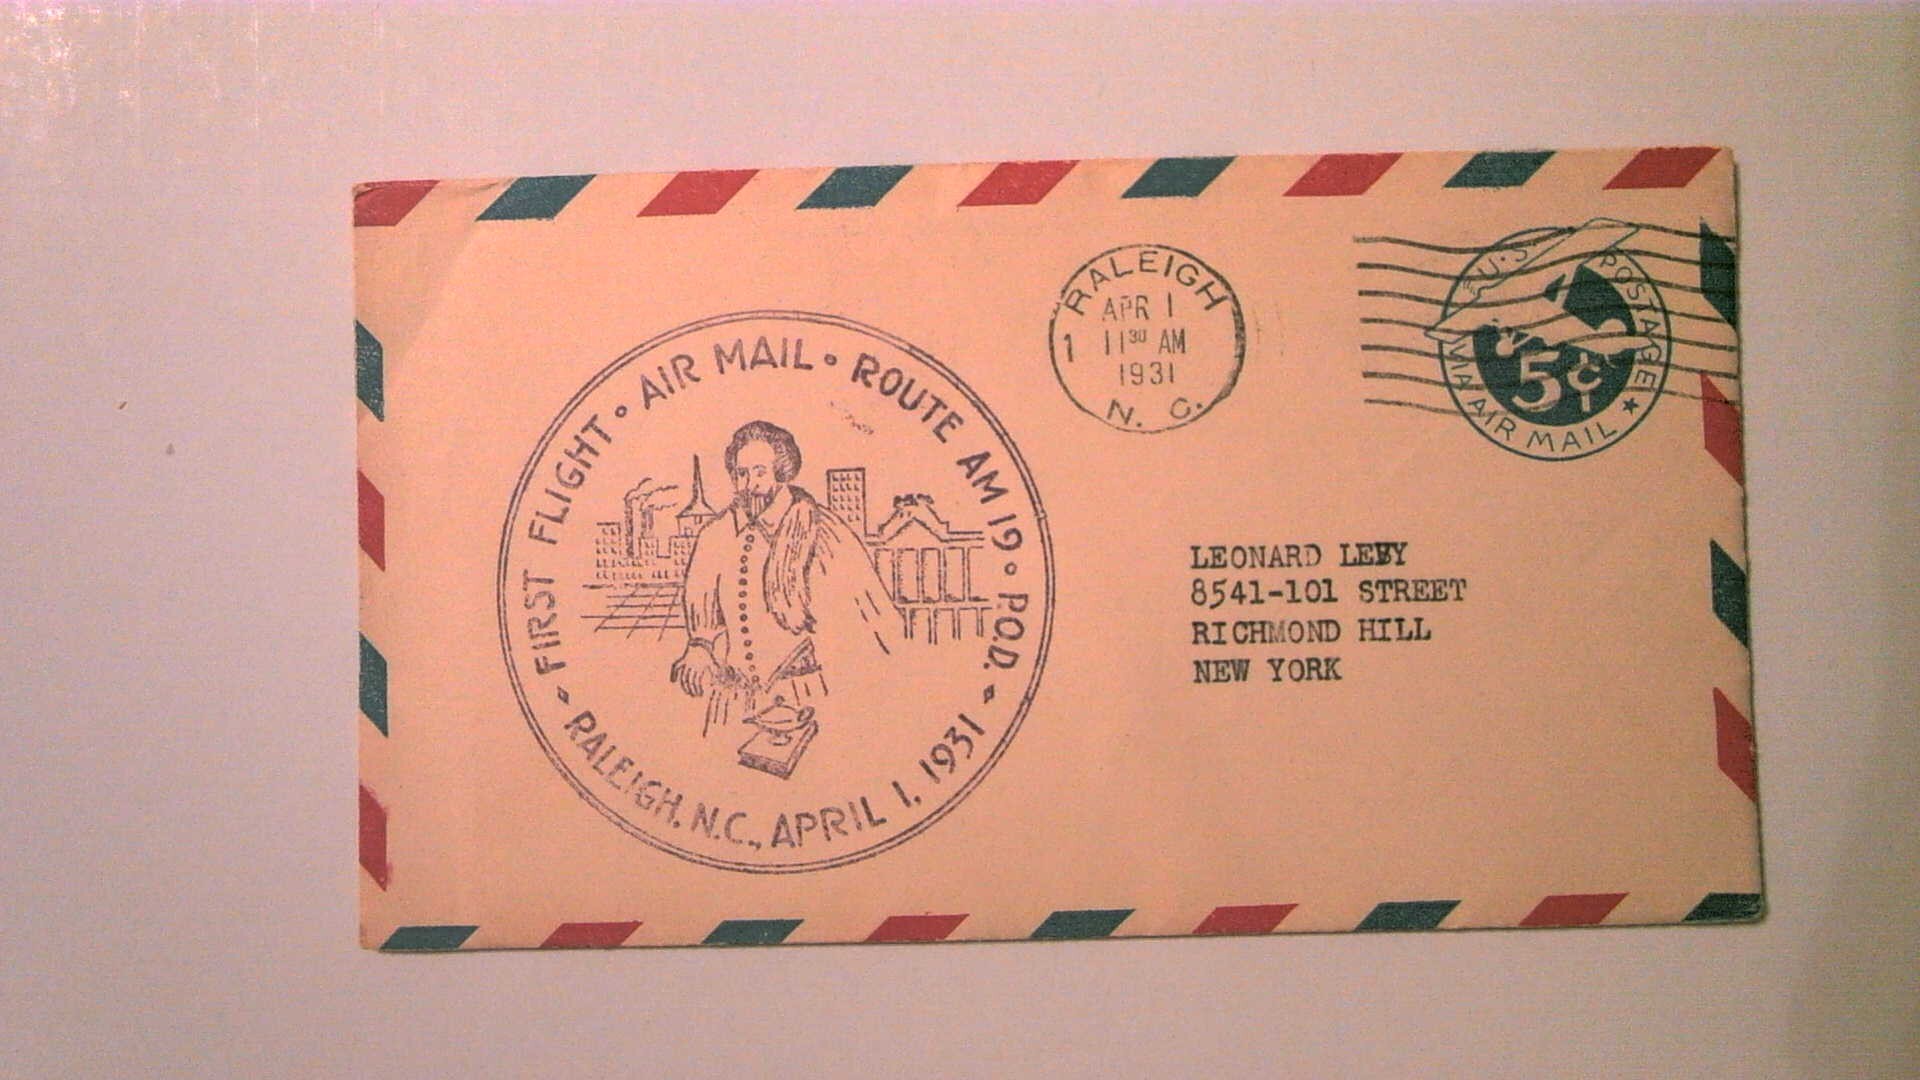 FIRST FLIGHT • AIR MAIL • ROUTE AM 19 • P.O.D.
RALEIGH, N.C., APRIL 1, 1931
RALEIGH
APR 1
1 11 30 AM
1931
N. C.
U.S. POSTAGE
5¢
VIA AIR MAIL
LEONARD LEVY
8541-101 STREET
RICHMOND HILL
NEW YORK